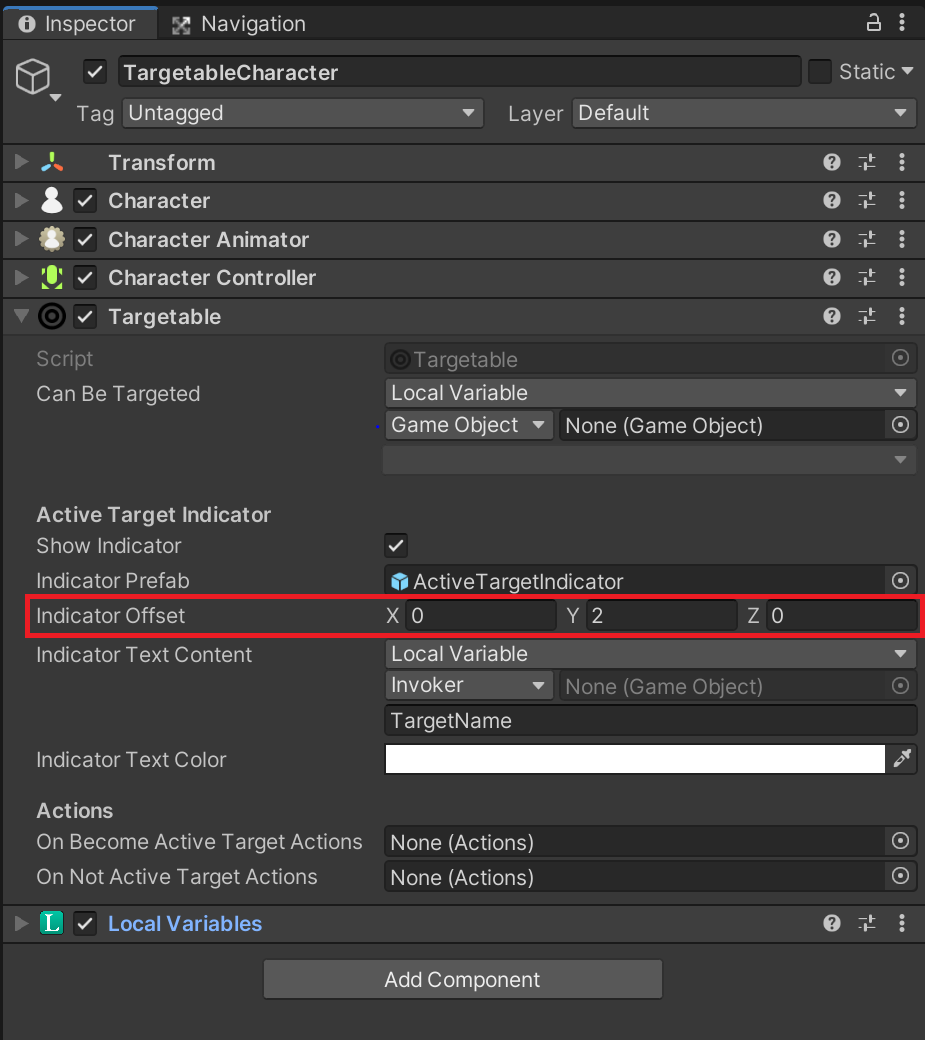 Inspector Navigation
TargetableCharacter Static
Tag Untagged Layer Default
Transform
Character
Character Animator
Character Controller
Targetable
Script Targetable
Can Be Targeted Local Variable
Game Object None (Game Object)
Active Target Indicator
Show Indicator
Indicator Prefab ActiveTargetIndicator
Indicator Offset X 0 Y 2 Z 0
Indicator Text Content Local Variable
Invoker None (Game Object)
TargetName
Indicator Text Color
Actions
On Become Active Target Actions None (Actions)
On Not Active Target Actions None (Actions)
L Local Variables
Add Component